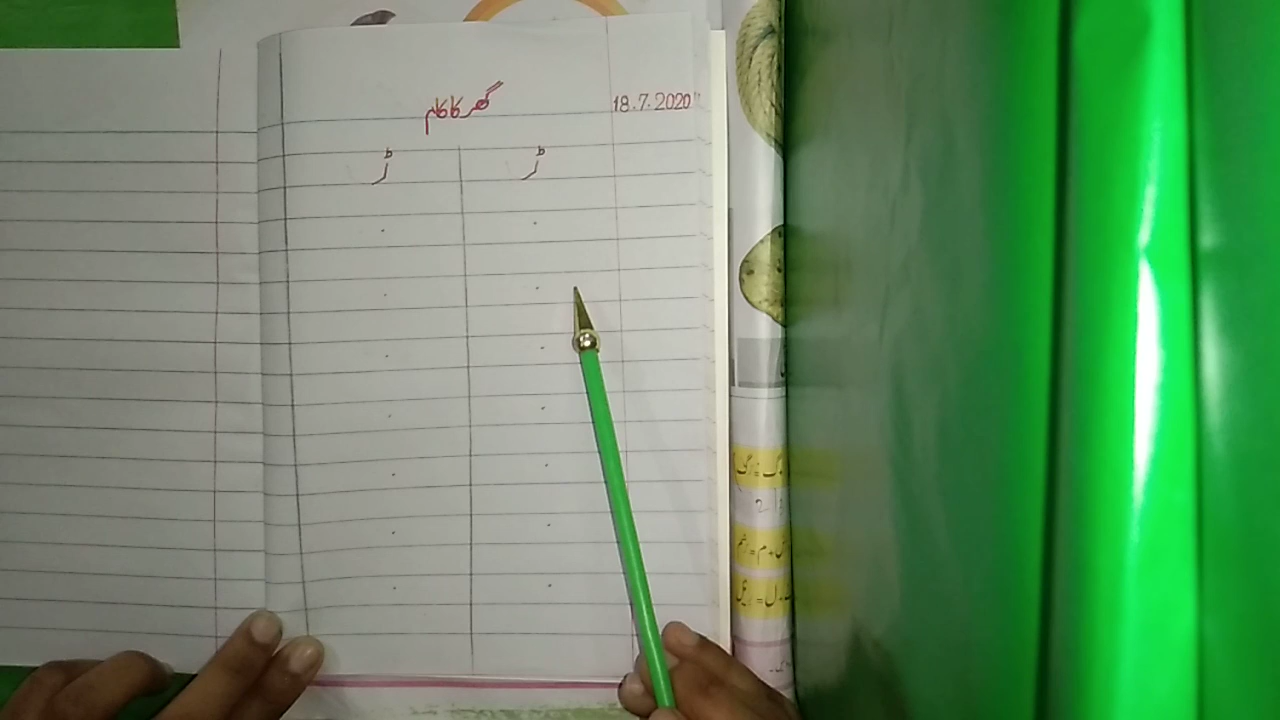 گھر کا کام
18.7.2020
ڑ ڑ